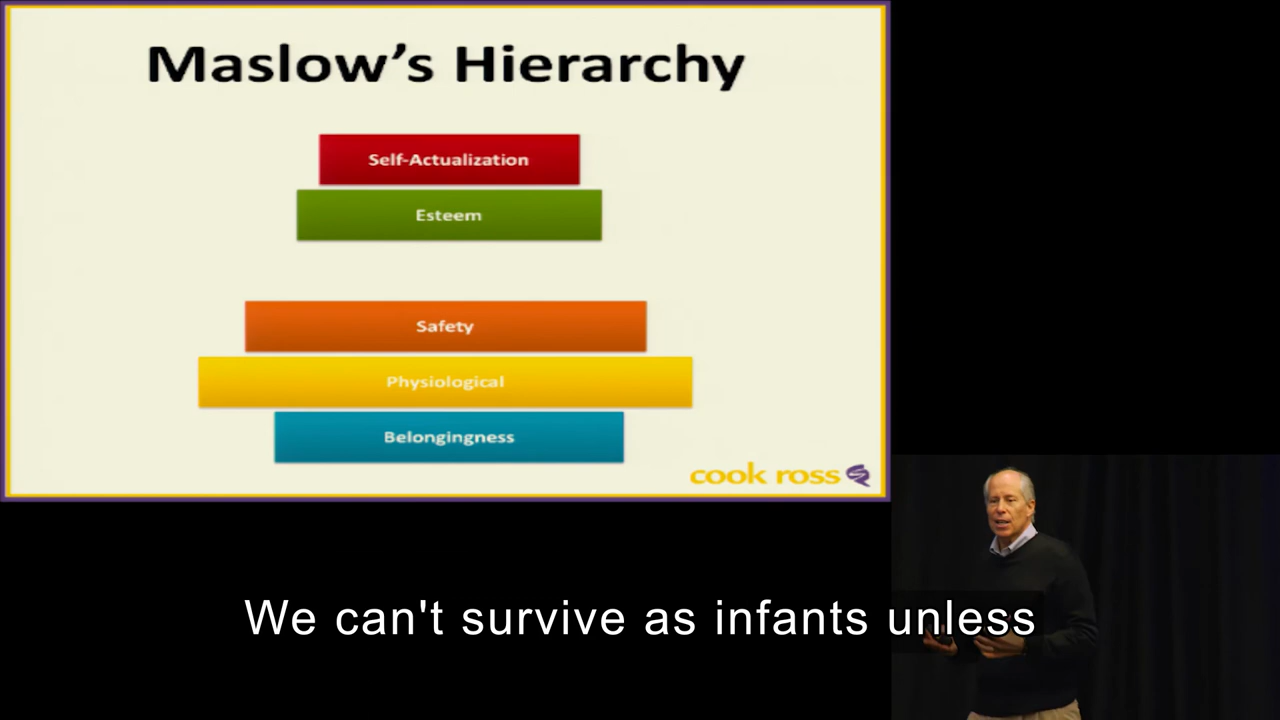 Maslow's Hierarchy
Self-Actualization
Esteem
Safety
Physiological
Belongingness
cook ross
We can't survive as infants unless